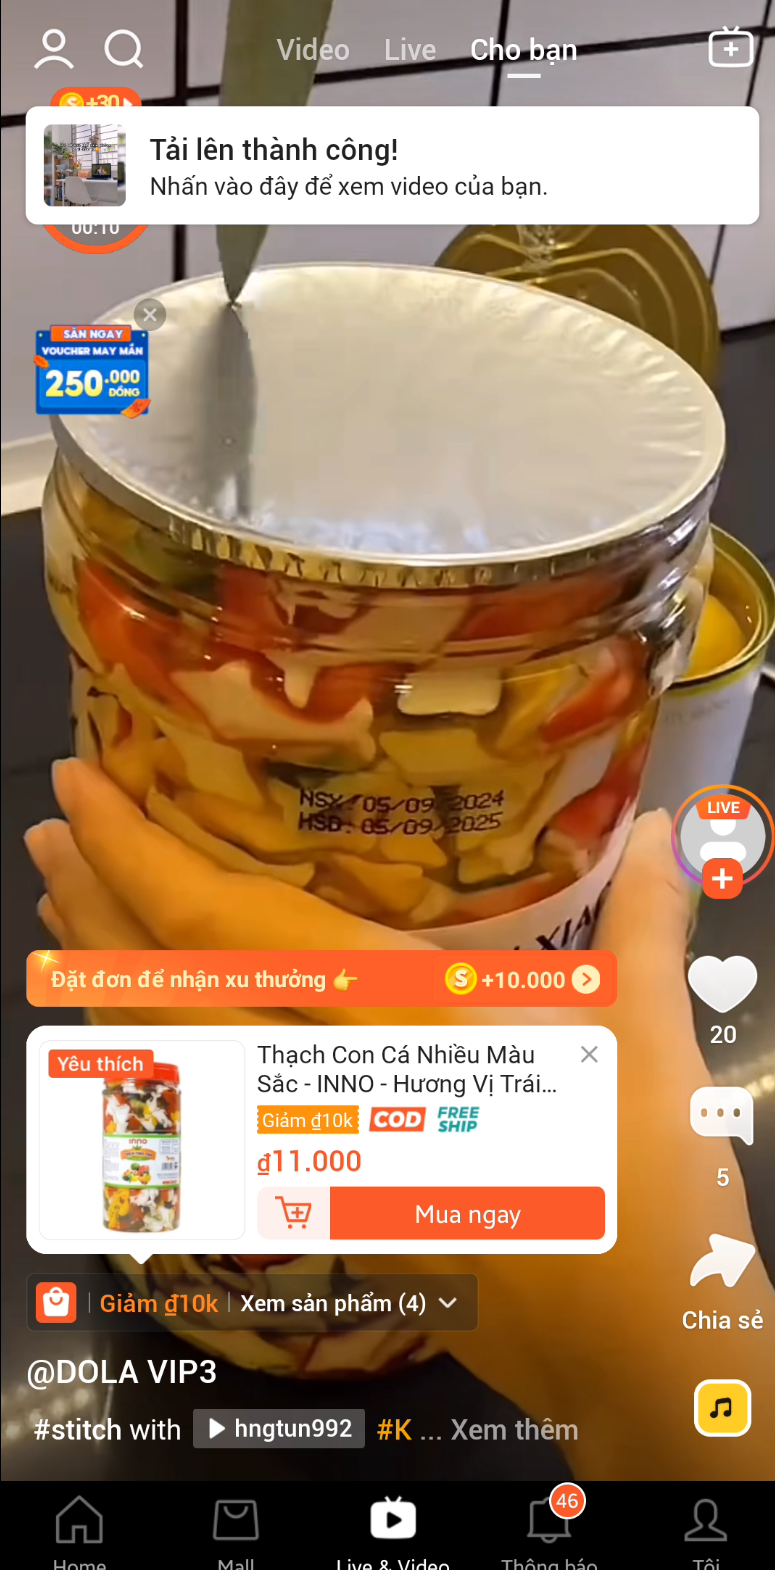 Video Live Cho bạn
+30
Tải lên thành công!
Nhấn vào đây để xem video của bạn.
00:10
SĂN NGAY
VOUCHER MAY MẮN
250.000
ĐỒNG
NSX: 05/09/2024
HSD: 05/09/2025
LIVE
Đặt đơn để nhận xu thưởng 👉 S +10.000
20
Yêu thích
inno
Thạch Con Cá Nhiều Màu
Sắc - INNO - Hương Vị Trái...
Giảm ₫10k COD FREE SHIP
₫11.000
Mua ngay
5
Giảm ₫10k | Xem sản phẩm (4)
Chia sẻ
@DOLA VIP3
#stitch with hngtun992 #K ... Xem thêm
46
Home Mall Live & Video Thông báo Tôi